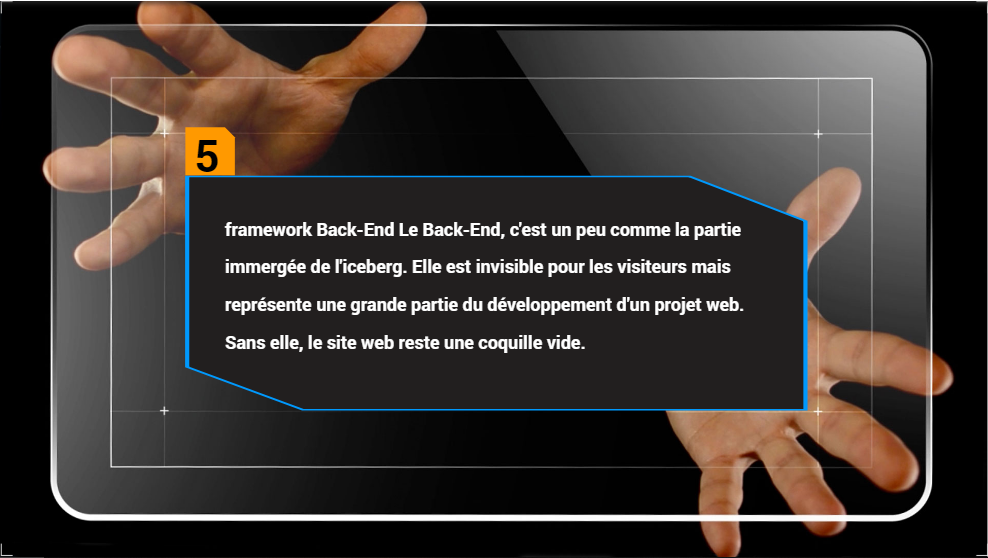 5
framework Back-End Le Back-End, c'est un peu comme la partie
immergée de l'iceberg. Elle est invisible pour les visiteurs mais
représente une grande partie du développement d'un projet web.
Sans elle, le site web reste une coquille vide.